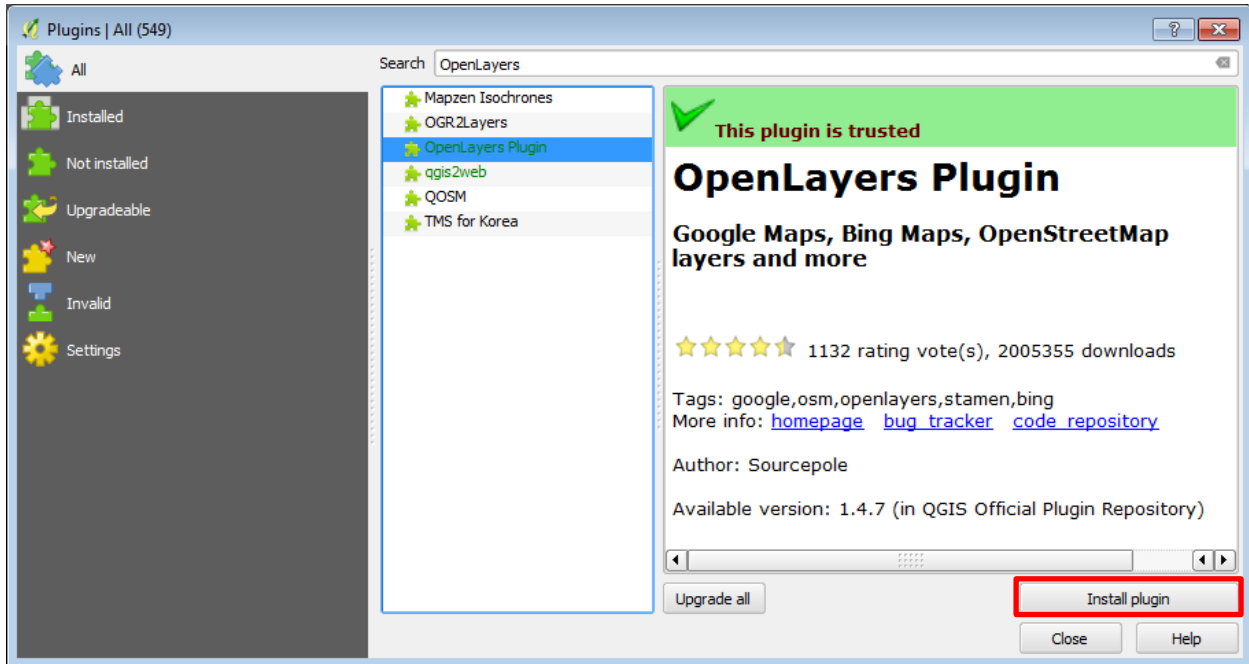 Plugins | All (549)
All
Installed
Not installed
Upgradeable
New
Invalid
Settings
Search OpenLayers
Mapzen Isochrones
OGR2Layers
OpenLayers Plugin
qgis2web
QOSM
TMS for Korea
This plugin is trusted
OpenLayers Plugin
Google Maps, Bing Maps, OpenStreetMap
layers and more
1132 rating vote(s), 2005355 downloads
Tags: google,osm,openlayers,stamen,bing
More info: homepage bug tracker code repository
Author: Sourcepole
Available version: 1.4.7 (in QGIS Official Plugin Repository)
Upgrade all
Install plugin
Close
Help